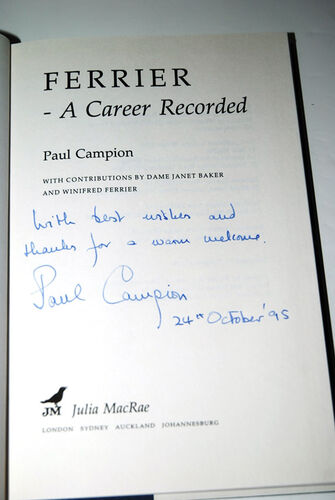 FERRIER
- A Career Recorded
Paul Campion
WITH CONTRIBUTIONS BY DAME JANET BAKER
AND WINIFRED FERRIER
With best wishes and
thanks for a warm welcome.
Paul Campion
24th October '95
JM Julia MacRae
LONDON SYDNEY AUCKLAND JOHANNESBURG